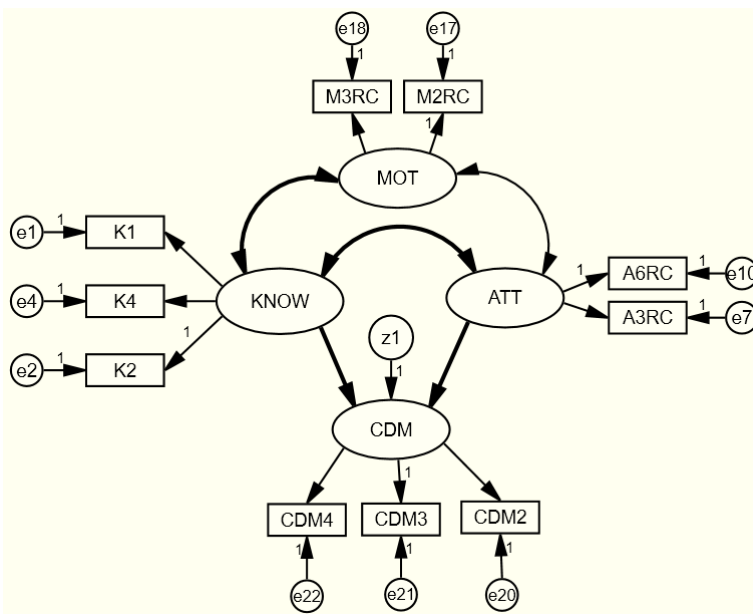 e18
e17
1
1
M3RC
M2RC
1
MOT
e1
1
K1
e4
1
K4
KNOW
ATT
1
A6RC
1
e10
A3RC
1
e7
1
e2
1
K2
z1
1
CDM
1
CDM4
CDM3
CDM2
1
1
1
e22
e21
e20